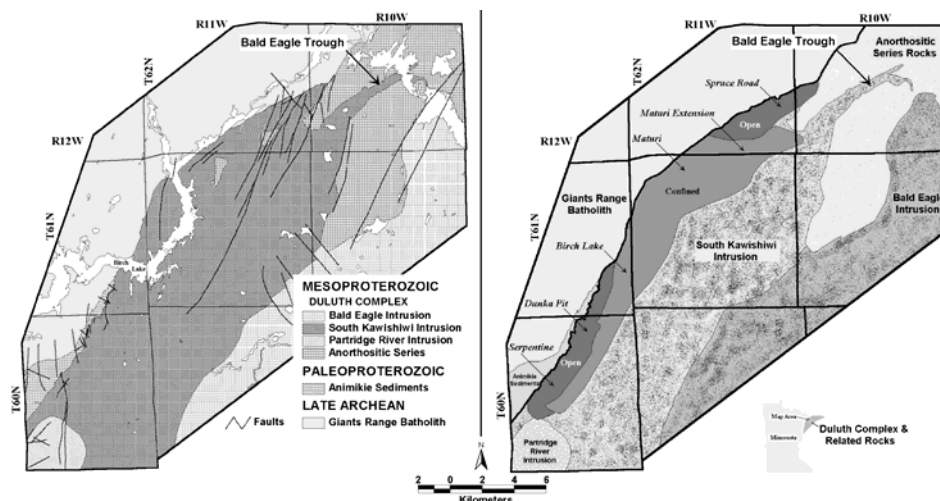 R11W
R10W
Bald Eagle
Trough
T62N
R12W
T61N
Birch
Lake
T60N
MESOPROTEROZOIC
DULUTH COMPLEX
Bald Eagle Intrusion
South Kawishiwi Intrusion
Partridge River Intrusion
Anorthositic Series
PALEOPROTEROZOIC
Animikie Sediments
LATE ARCHEAN
Giants Range Batholith
Faults
R11W
R10W
Bald Eagle Trough
Anorthositic
Series Rocks
T62N
Spruce Road
Maturi Extension
Open
Maturi
R12W
Confined
Giants Range
Batholith
Bald Eagle
Intrusion
T61N
South Kawishiwi
Intrusion
Birch Lake
Dunka Pit
Serpentine
Open
Animikie
Sediments
T60N
Partridge
River
Intrusion
N
2 0 2 4 6
Kilometers
Map Area
Minnesota
Duluth Complex &
Related Rocks